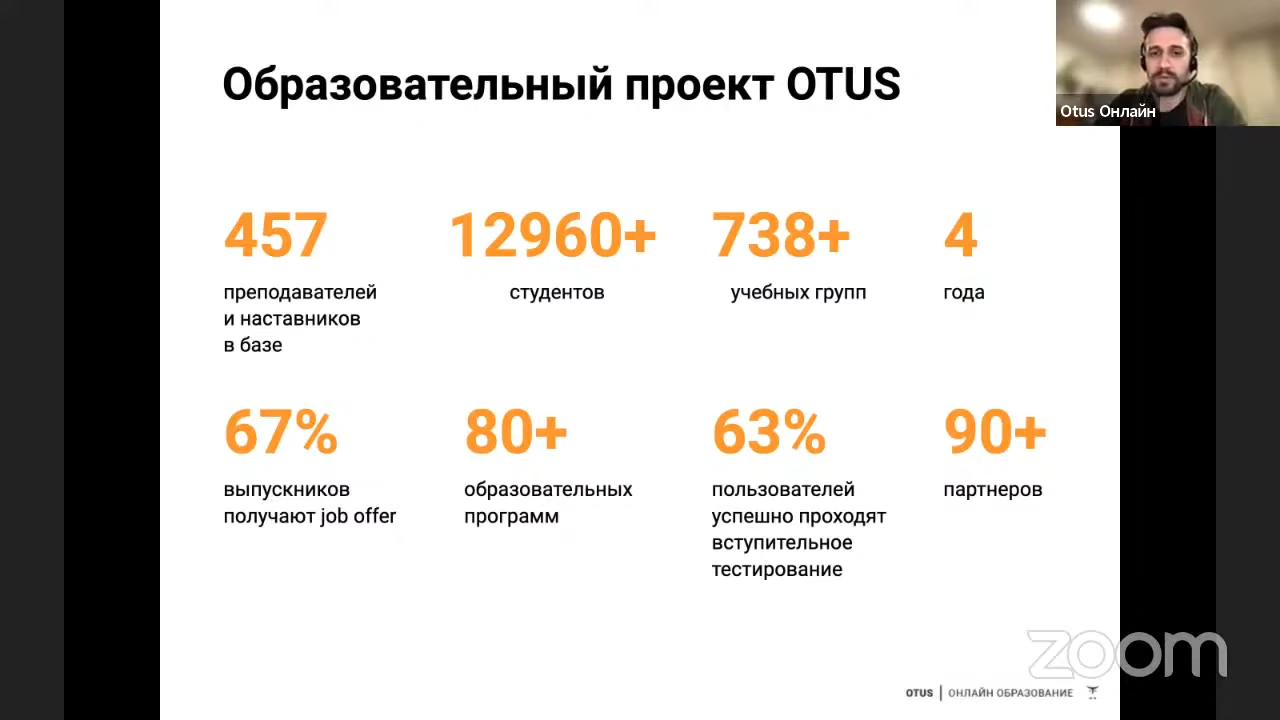 Образовательный проект OTUS
Otus Онлайн
457
преподавателей
и наставников
в базе
12960+
студентов
738+
учебных групп
4
года
67%
выпускников
получают job offer
80+
образовательных
программ
63%
пользователей
успешно проходят
вступительное
тестирование
90+
партнеров
zoom
OTUS | ОНЛАЙН ОБРАЗОВАНИЕ